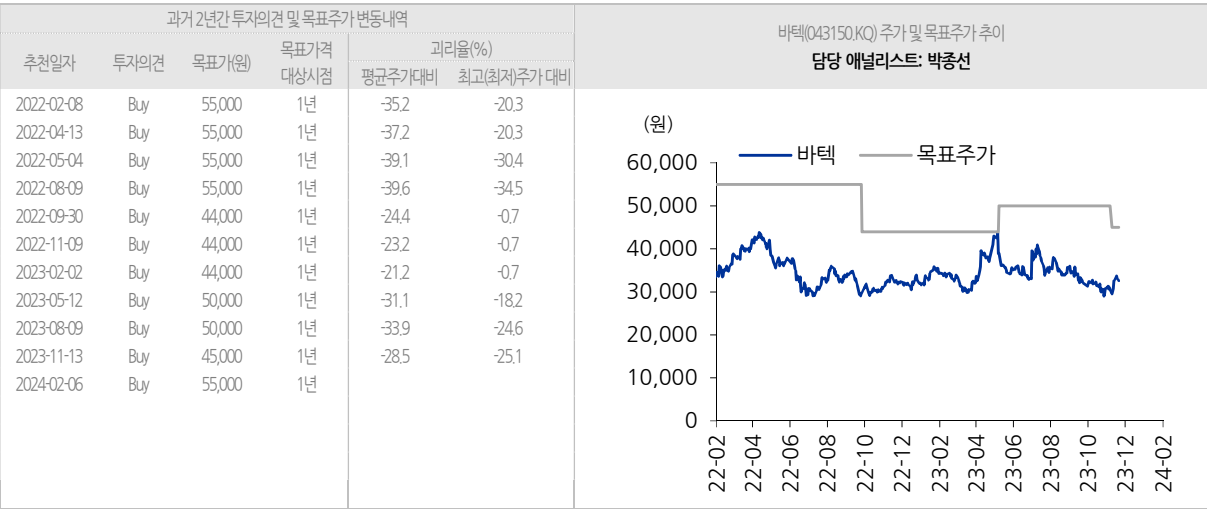 과거 2년간 투자의견 및 목표주가 변동내역
추천일자 투자의견 목표가(원) 목표가격 대상시점 괴리율(%)
평균주가대비 최고(최저)주가 대비
2022-02-08 Buy 55,000 1년 -35.2 -20.3
2022-04-13 Buy 55,000 1년 -37.2 -20.3
2022-05-04 Buy 55,000 1년 -39.1 -30.4
2022-08-09 Buy 55,000 1년 -39.6 -34.5
2022-09-30 Buy 44,000 1년 -24.4 -0.7
2022-11-09 Buy 44,000 1년 -23.2 -0.7
2023-02-02 Buy 44,000 1년 -21.2 -0.7
2023-05-12 Buy 50,000 1년 -31.1 -18.2
2023-08-09 Buy 50,000 1년 -33.9 -24.6
2023-11-13 Buy 45,000 1년 -28.5 -25.1
2024-02-06 Buy 55,000 1년
바텍(043150.KQ) 주가 및 목표주가 추이
담당 애널리스트: 박종선
(원)
바텍 목표주가
60,000
50,000
40,000
30,000
20,000
10,000
0
22-02 22-04 22-06 22-08 22-10 22-12 23-02 23-04 23-06 23-08 23-10 23-12 24-02